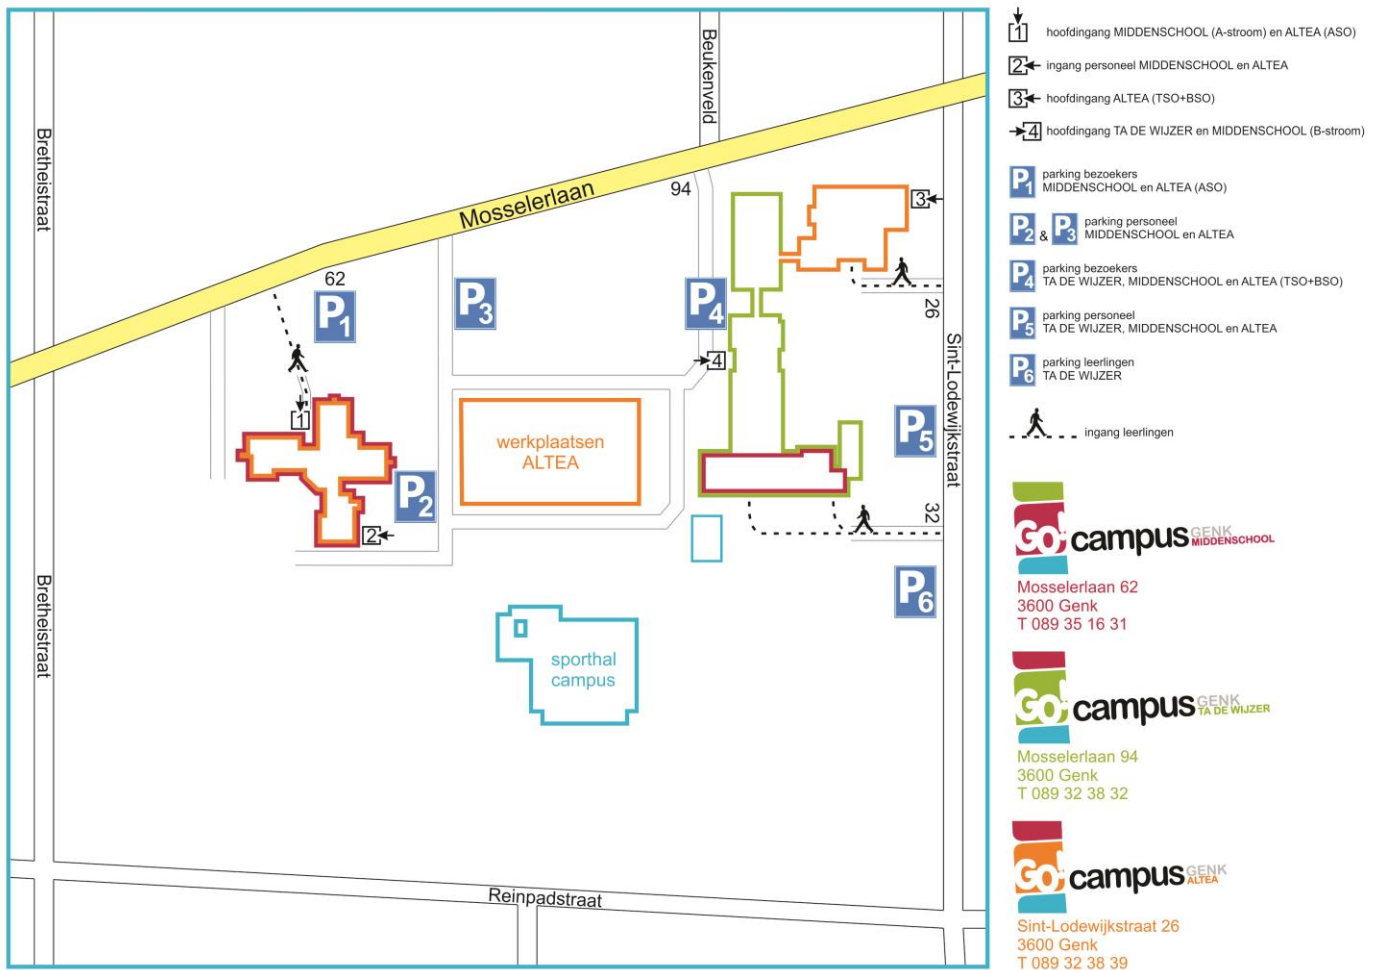 Beukenveld
Bretheistraat
Mosselerlaan
94
62
3
P1
P3
P4
26
4
Sint-Lodewijkstraat
1
werkplaatsen
ALTEA
P5
P2
2
32
Bretheistraat
P6
sporthal
campus
Reinpadstraat
1 hoofdingang MIDDENSCHOOL (A-stroom) en ALTEA (ASO)
2 ingang personeel MIDDENSCHOOL en ALTEA
3 hoofdingang ALTEA (TSO+BSO)
4 hoofdingang TA DE WIJZER en MIDDENSCHOOL (B-stroom)
P1 parking bezoekers
MIDDENSCHOOL en ALTEA (ASO)
P2 & P3 parking personeel
MIDDENSCHOOL en ALTEA
P4 parking bezoekers
TA DE WIJZER, MIDDENSCHOOL en ALTEA (TSO+BSO)
P5 parking personeel
TA DE WIJZER, MIDDENSCHOOL en ALTEA
P6 parking leerlingen
TA DE WIJZER
ingang leerlingen
GO! campus GENK
MIDDENSCHOOL
Mosselerlaan 62
3600 Genk
T 089 35 16 31
GO! campus GENK
TA DE WIJZER
Mosselerlaan 94
3600 Genk
T 089 32 38 32
GO! campus GENK
ALTEA
Sint-Lodewijkstraat 26
3600 Genk
T 089 32 38 39